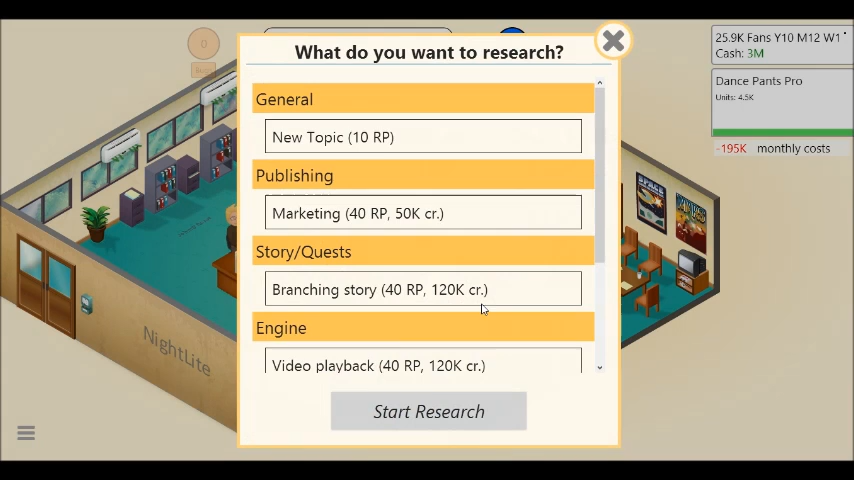 0
What do you want to research?
25.9K Fans Y10 M12 W1
Cash: 3M
General
Dance Pants Pro
Units: 4.5K
New Topic (10 RP)
-195K monthly costs
Publishing
SPACE
Marketing (40 RP, 50K cr.)
Story/Quests
Branching story (40 RP, 120K cr.)
Engine
NightLite
Video playback (40 RP, 120K cr.)
Start Research